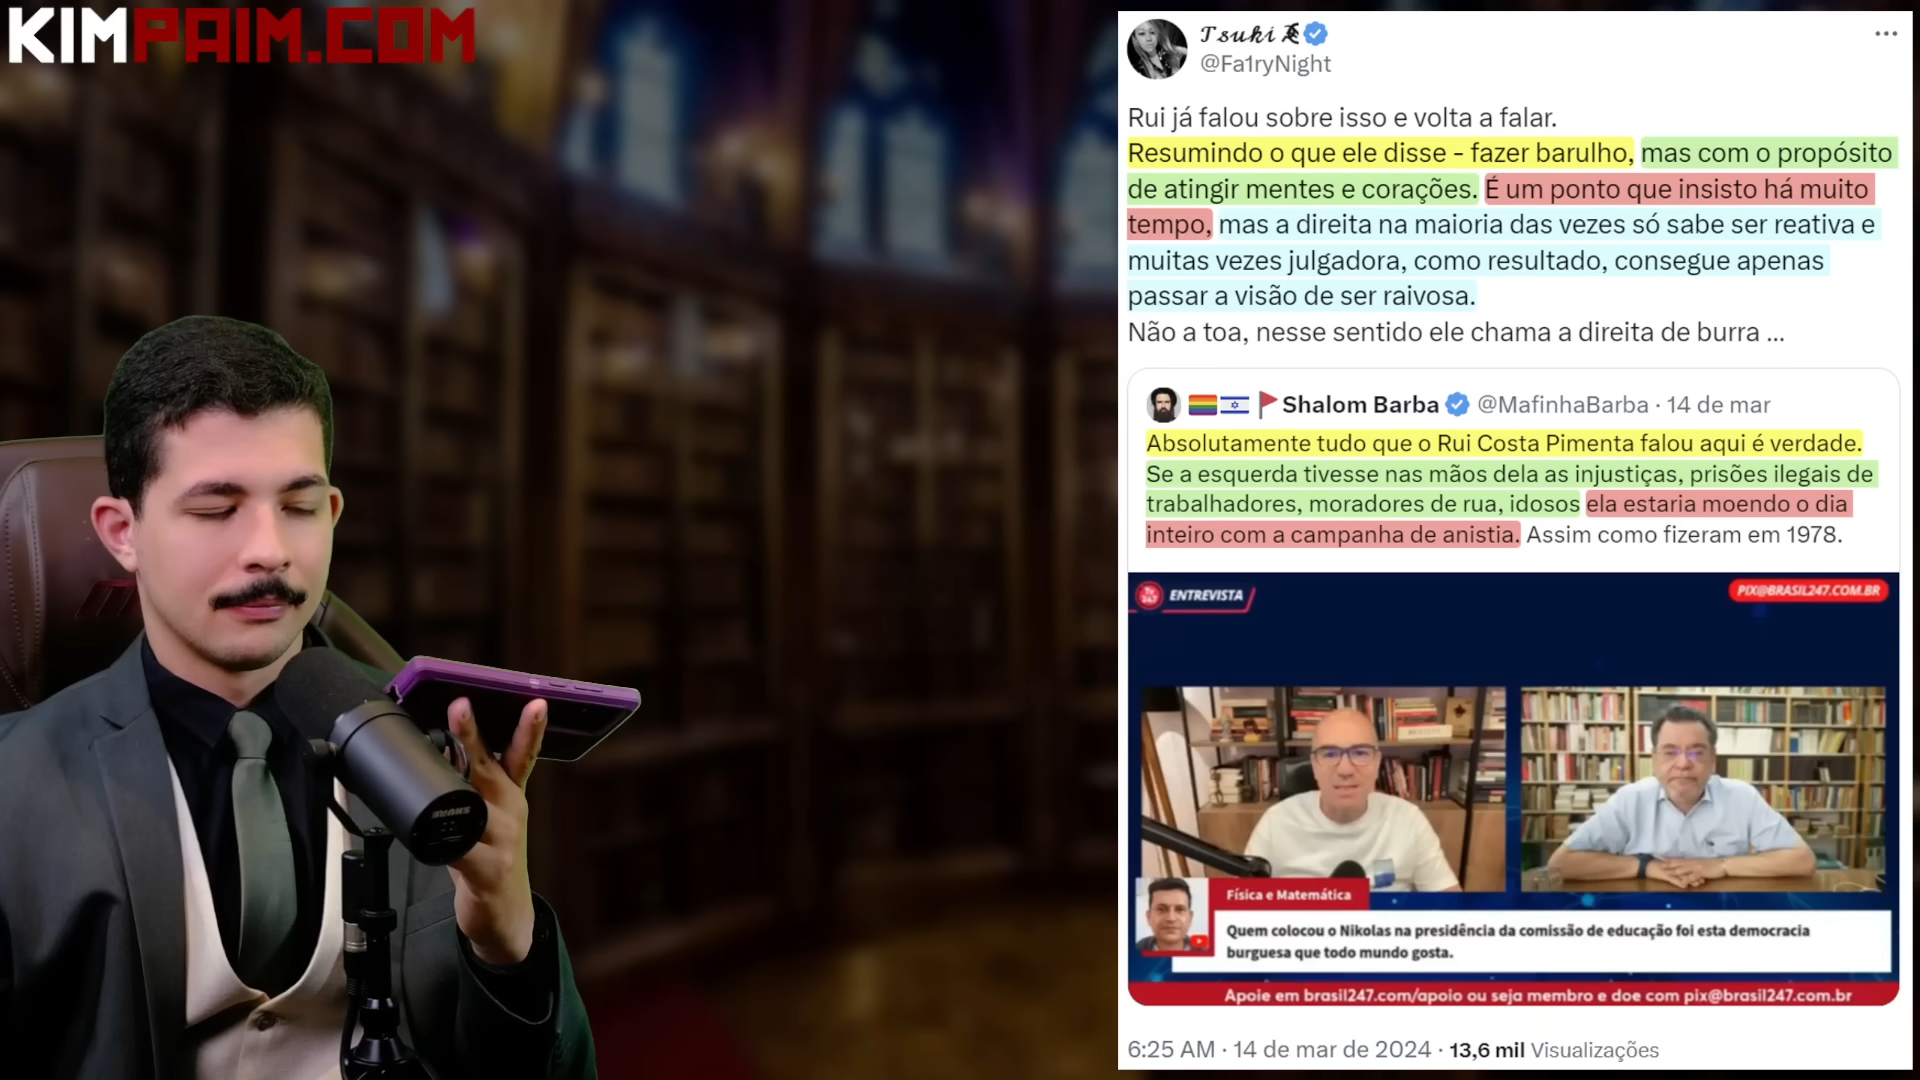 KIMPAIM.COM
Tsuki
@Fa1ryNight
Rui já falou sobre isso e volta a falar.
Resumindo o que ele disse - fazer barulho, mas com o propósito
de atingir mentes e corações. É um ponto que insisto há muito
tempo, mas a direita na maioria das vezes só sabe ser reativa e
muitas vezes julgadora, como resultado, consegue apenas
passar a visão de ser raivosa.
Não a toa, nesse sentido ele chama a direita de burra ...
Shalom Barba @MafinhaBarba · 14 de mar
Absolutamente tudo que o Rui Costa Pimenta falou aqui é verdade.
Se a esquerda tivesse nas mãos dela as injustiças, prisões ilegais de
trabalhadores, moradores de rua, idosos ela estaria moendo o dia
inteiro com a campanha de anistia. Assim como fizeram em 1978.
TV 247
ENTREVISTA
PIX@BRASIL247.COM.BR
Física e Matemática
Quem colocou o Nikolas na presidência da comissão de educação foi esta democracia
burguesa que todo mundo gosta.
Apoie em brasil247.com/apoio ou seja membro e doe com pix@brasil247.com.br
6:25 AM · 14 de mar de 2024 · 13,6 mil Visualizações
SHURE